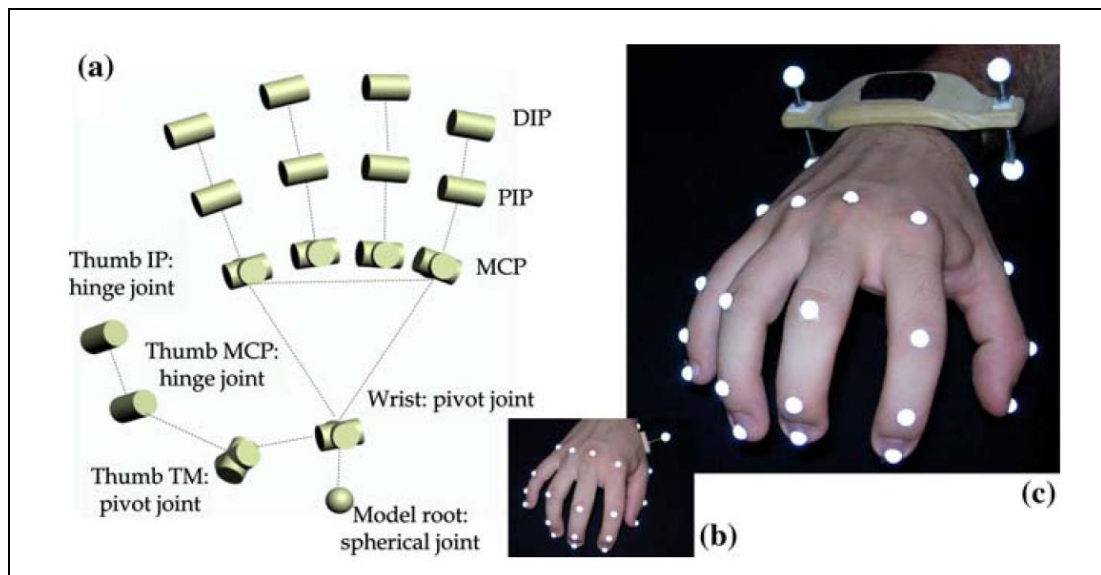 (a)
DIP
PIP
MCP
Thumb IP:
hinge joint
Thumb MCP:
hinge joint
Wrist: pivot joint
Thumb TM:
pivot joint
Model root:
spherical joint
(b)
(c)